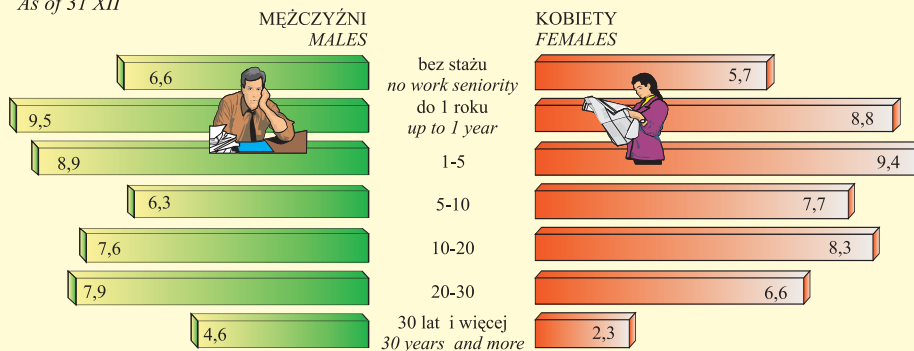 As of 31 XII
MĘŻCZYŹNI
MALES
KOBIETY
FEMALES
6,6
bez stażu
no work seniority
5,7
9,5
do 1 roku
up to 1 year
8,8
8,9
1-5
9,4
6,3
5-10
7,7
7,6
10-20
8,3
7,9
20-30
6,6
4,6
30 lat i więcej
30 years and more
2,3